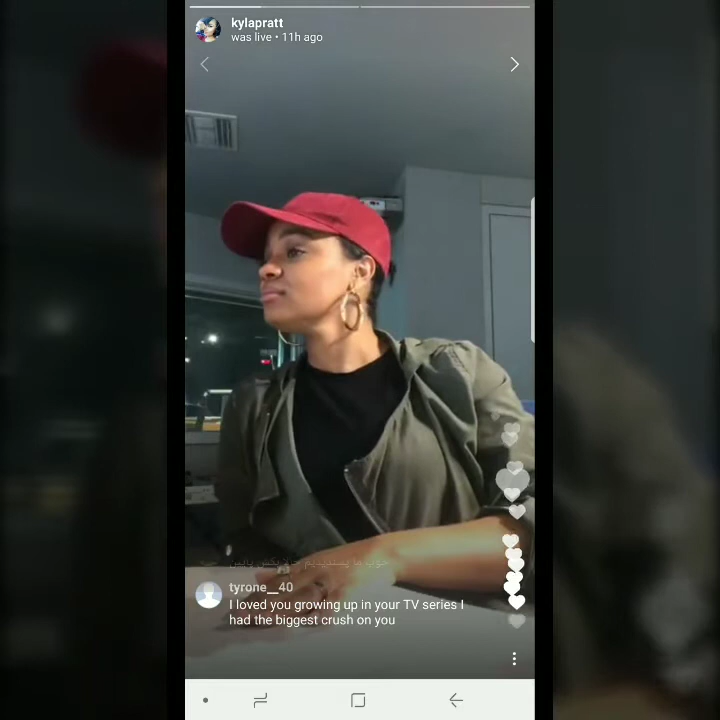 kylapratt
was live • 11h ago
tyrone__40
I loved you growing up in your TV series I
had the biggest crush on you